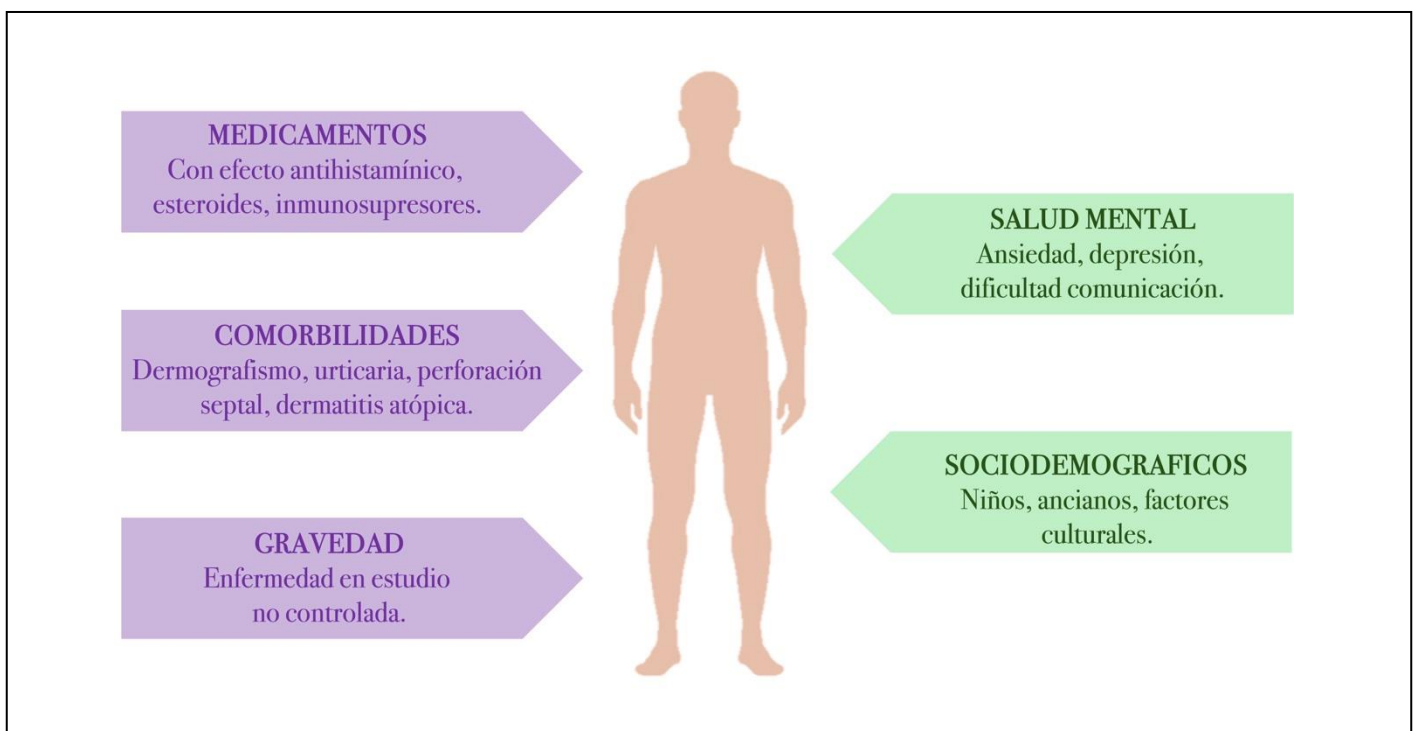 MEDICAMENTOS
Con efecto antihistamínico,
esteroides, inmunosupresores.
COMORBILIDADES
Dermografismo, urticaria, perforación
septal, dermatitis atópica.
GRAVEDAD
Enfermedad en estudio
no controlada.
SALUD MENTAL
Ansiedad, depresión,
dificultad comunicación.
SOCIODEMOGRAFICOS
Niños, ancianos, factores
culturales.